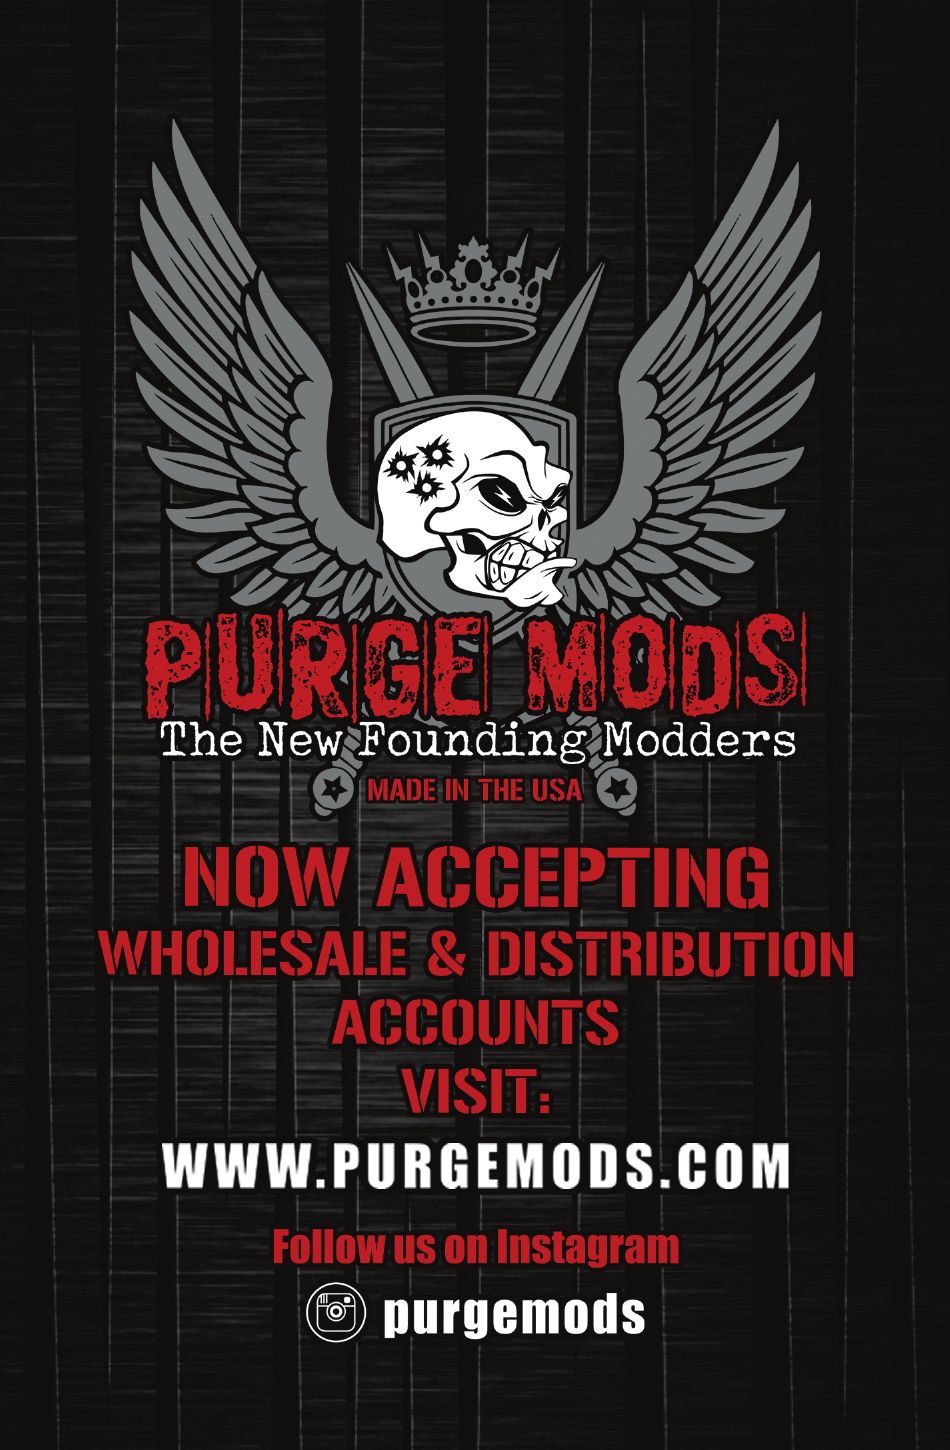 PURGE MODS
The New Founding Modders
MADE IN THE USA
NOW ACCEPTING
WHOLESALE & DISTRIBUTION
ACCOUNTS
VISIT:
WWW.PURGEMODS.COM
Follow us on Instagram
purgemods